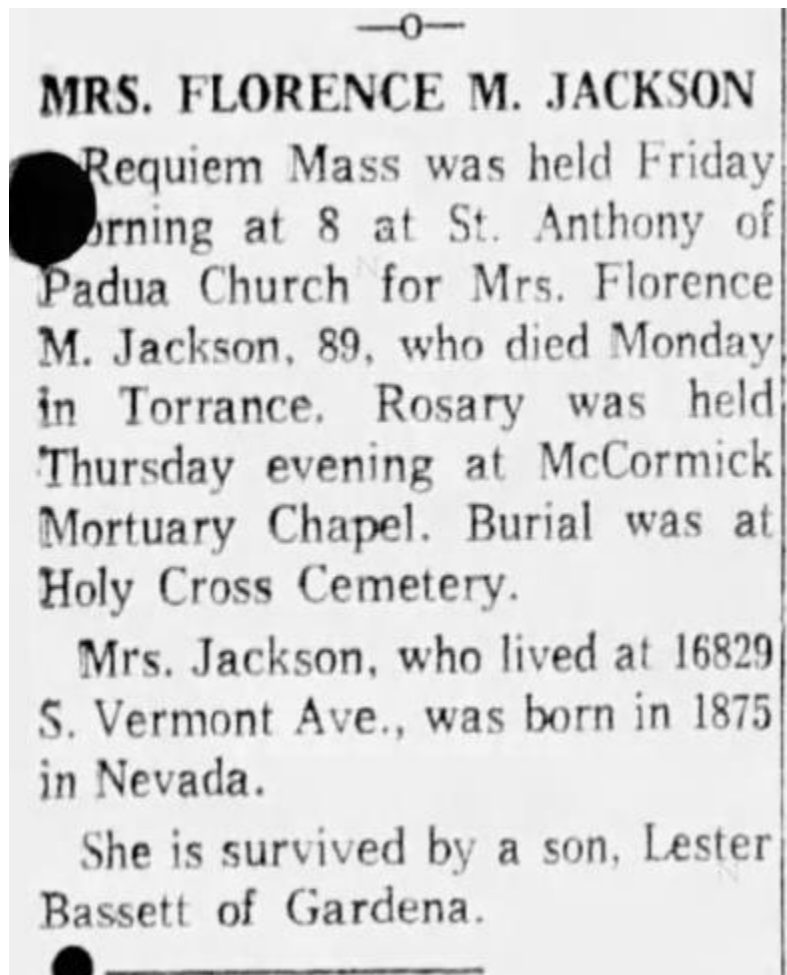 —O—
MRS. FLORENCE M. JACKSON
Requiem Mass was held Friday
orning at 8 at St. Anthony of
Padua Church for Mrs. Florence
M. Jackson, 89, who died Monday
in Torrance. Rosary was held
Thursday evening at McCormick
Mortuary Chapel. Burial was at
Holy Cross Cemetery.
Mrs. Jackson, who lived at 16829
S. Vermont Ave., was born in 1875
in Nevada.
She is survived by a son, Lester
Bassett of Gardena.